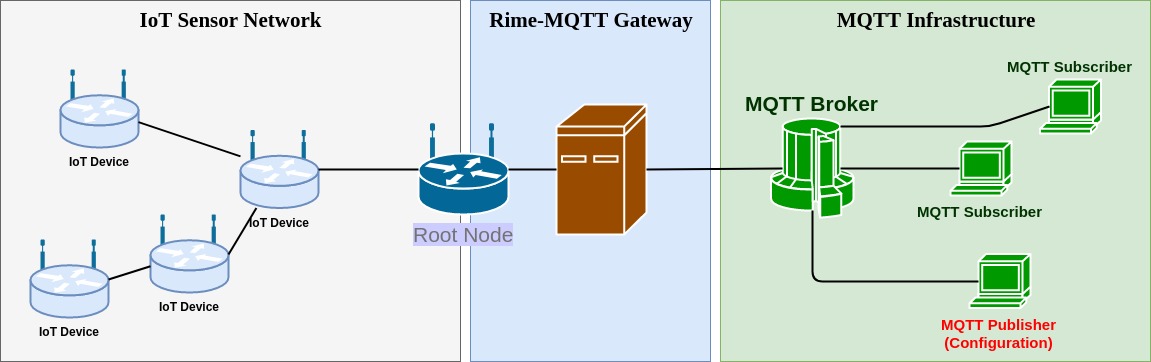 IoT Sensor Network
Rime-MQTT Gateway
MQTT Infrastructure
MQTT Subscriber
MQTT Broker
IoT Device
IoT Device
MQTT Subscriber
Root Node
IoT Device
IoT Device
MQTT Publisher
(Configuration)